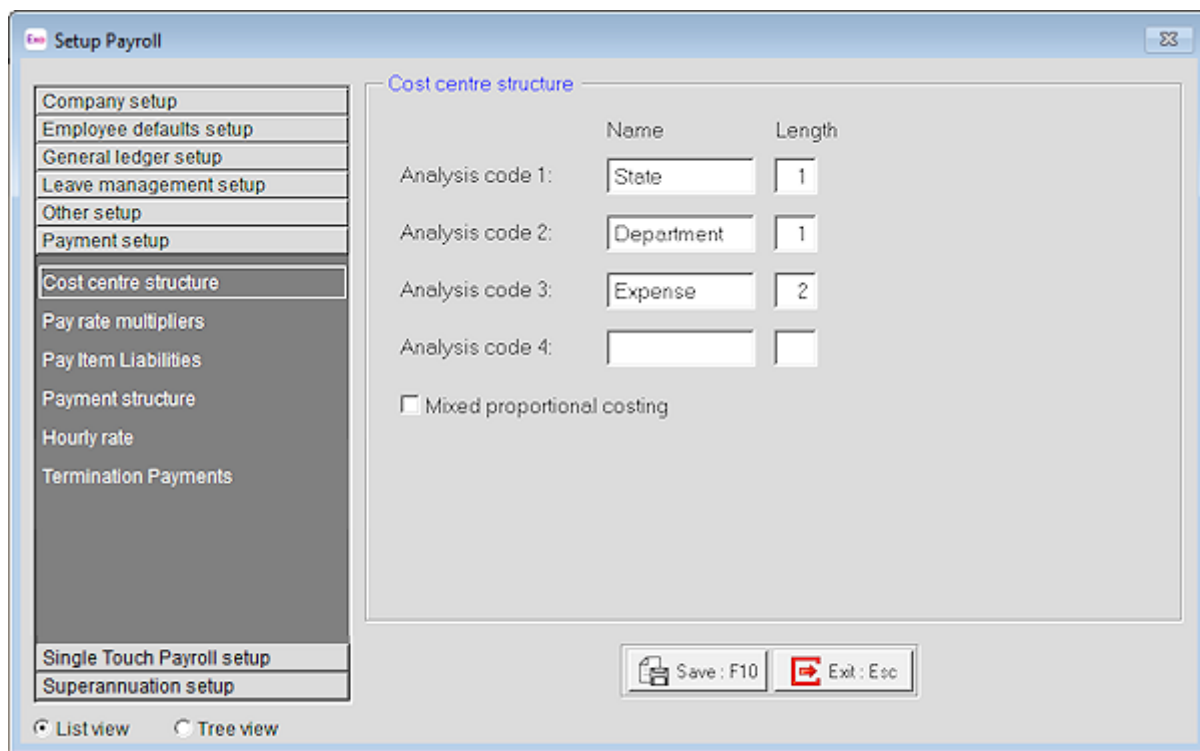 Exo Setup Payroll
Company setup
Employee defaults setup
General ledger setup
Leave management setup
Other setup
Payment setup
Cost centre structure
Pay rate multipliers
Pay Item Liabilities
Payment structure
Hourly rate
Termination Payments
Single Touch Payroll setup
Superannuation setup
List view Tree view
Cost centre structure
Name Length
Analysis code 1: State 1
Analysis code 2: Department 1
Analysis code 3: Expense 2
Analysis code 4:
Mixed proportional costing
Save : F10 Exit : Esc